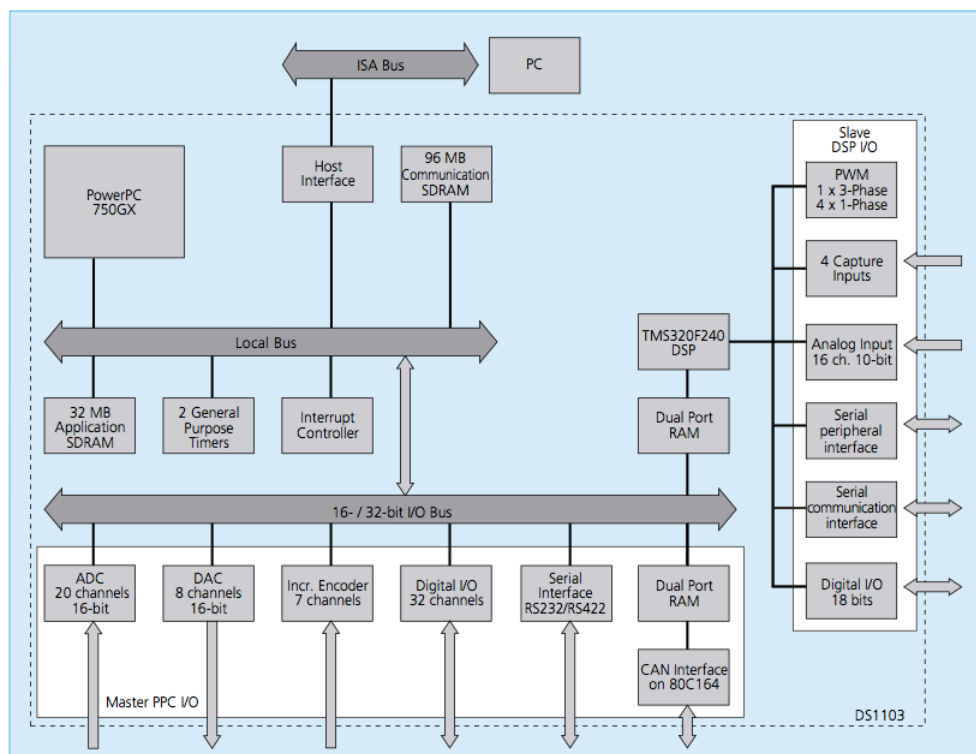 ISA Bus
PC
PowerPC
750GX
Host
Interface
96 MB
Communication
SDRAM
Local Bus
32 MB
Application
SDRAM
2 General
Purpose
Timers
Interrupt
Controller
TMS320F240
DSP
Dual Port
RAM
16- / 32-bit I/O Bus
ADC
20 channels
16-bit
DAC
8 channels
16-bit
Incr. Encoder
7 channels
Digital I/O
32 channels
Serial
Interface
RS232/RS422
Dual Port
RAM
CAN Interface
on 80C164
Master PPC I/O
Slave
DSP I/O
PWM
1 x 3-Phase
4 x 1-Phase
4 Capture
Inputs
Analog Input
16 ch. 10-bit
Serial
peripheral
interface
Serial
communication
interface
Digital I/O
18 bits
DS1103